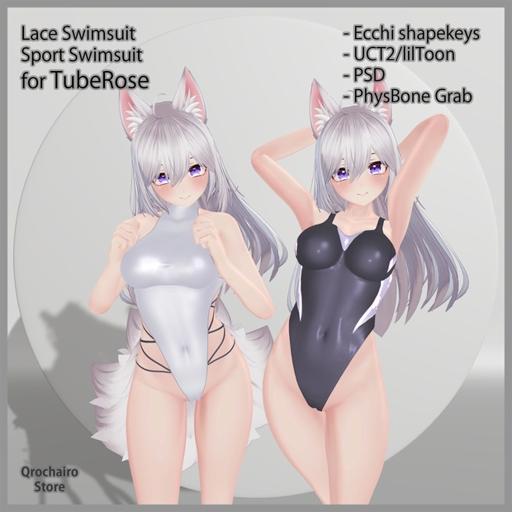 Lace Swimsuit
Sport Swimsuit
for TubeRose
- Ecchi shapekeys
- UCT2/lilToon
- PSD
- PhysBone Grab
Qrochairo
Store